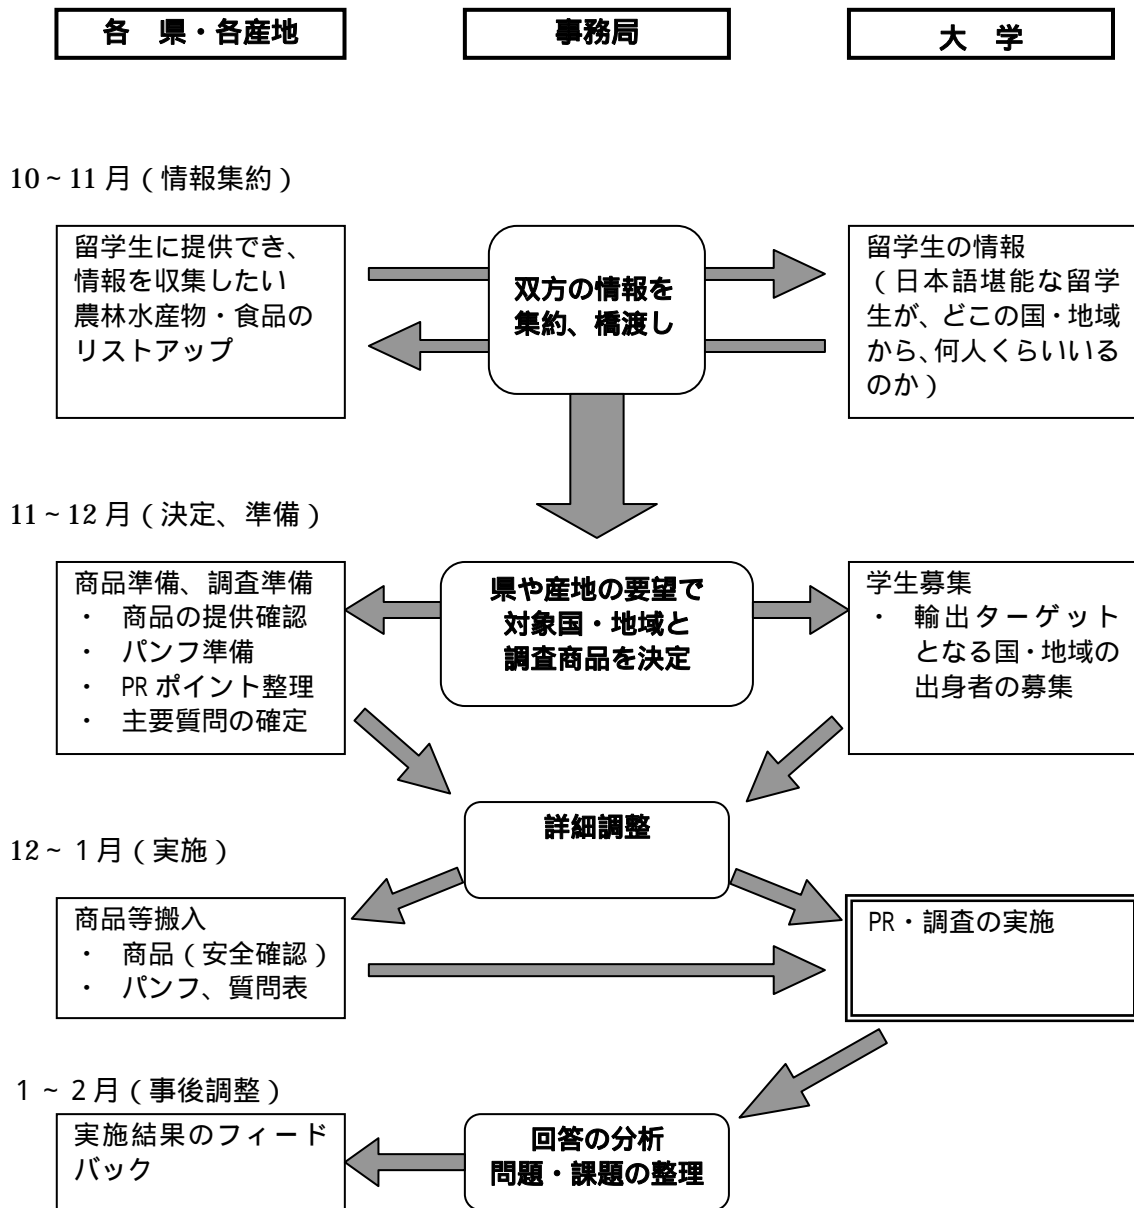 各　県・各産地
事務局
大　学
10~11月（情報集約）
留学生に提供でき、
情報を収集したい
農林水産物・食品の
リストアップ
双方の情報を
集約、橋渡し
留学生の情報
（日本語堪能な留学
生が、どこの国・地域
から、何人くらいいる
のか）
11~12月（決定、準備）
商品準備、調査準備
・　商品の提供確認
・　パンフ準備
・　PRポイント整理
・　主要質問の確定
県や産地の要望で
対象国・地域と
調査商品を決定
学生募集
・　輸出ターゲット
となる国・地域の
出身者の募集
詳細調整
12~１月（実施）
商品等搬入
・　商品（安全確認）
・　パンフ、質問表
PR・調査の実施
１~２月（事後調整）
実施結果のフィード
バック
回答の分析
問題・課題の整理